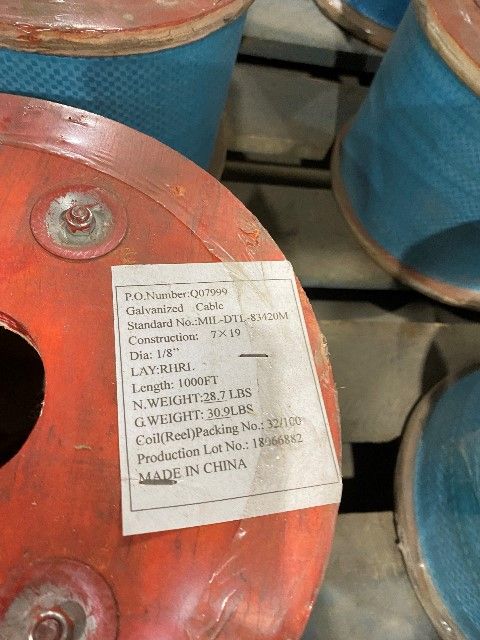 P.O.Number:Q07999
Galvanized Cable
Standard No.:MIL-DTL-83420M
Construction: 7×19
Dia: 1/8"
LAY:RHRL
Length: 1000FT
N.WEIGHT:28.7 LBS
G.WEIGHT: 30.9LBS
Coil(Reel)Packing No.: 32/100
Production Lot No.: 18066882
MADE IN CHINA